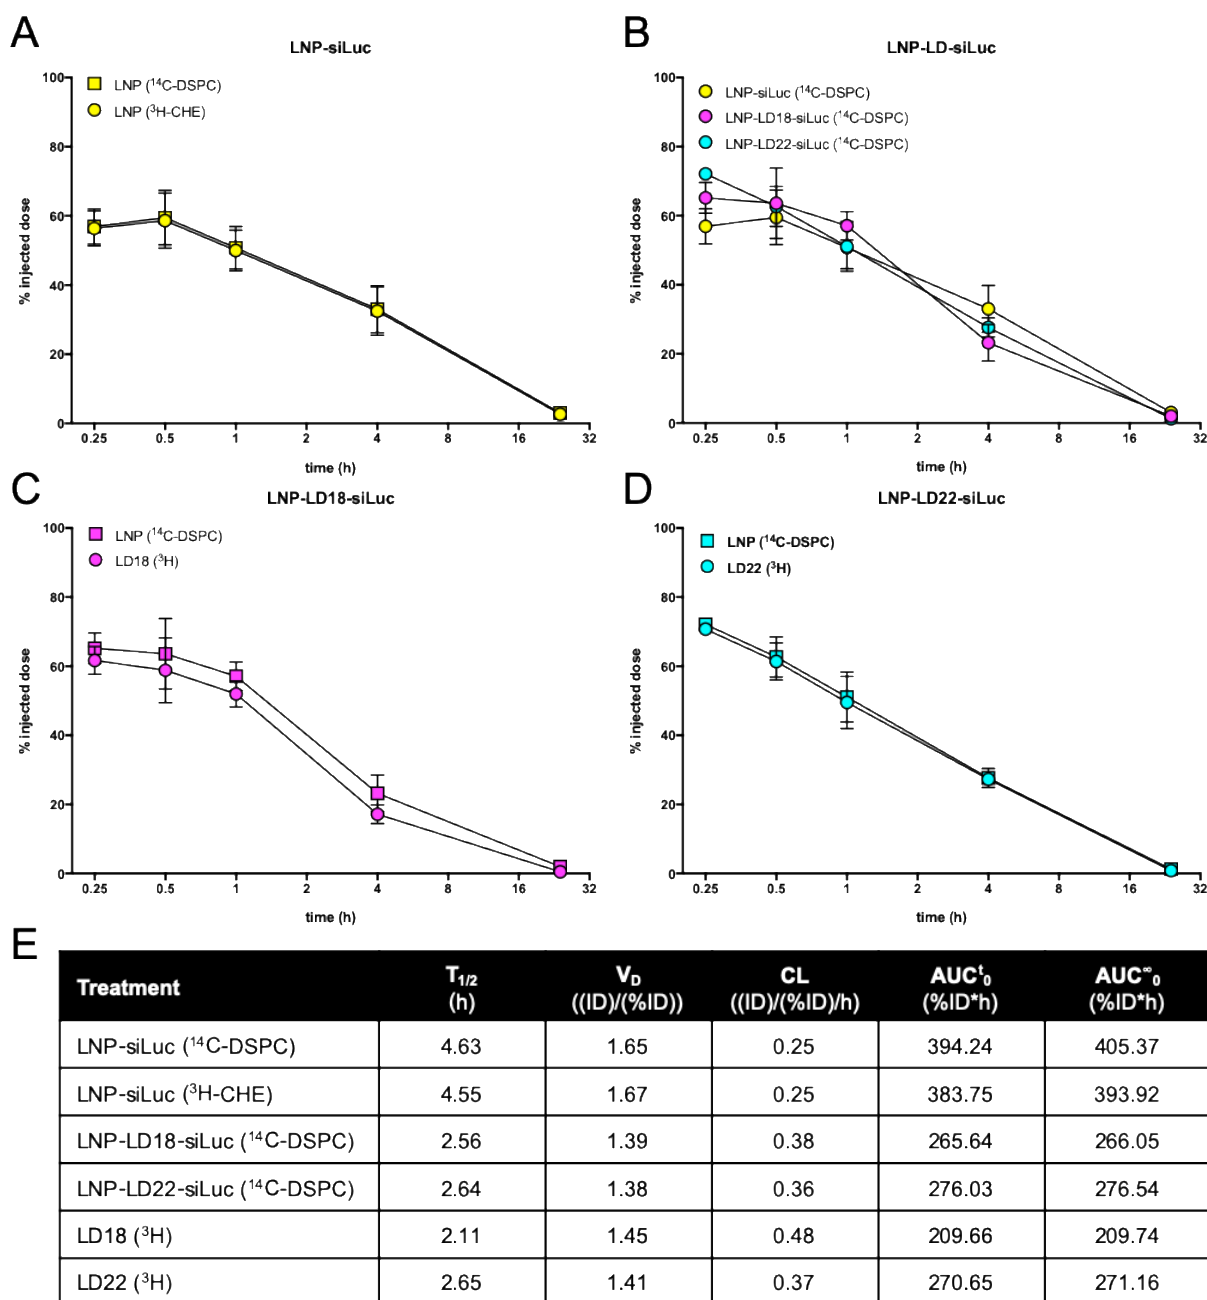 A
LNP-siLuc
LNP (¹⁴C-DSPC)
LNP (³H-CHE)
100
80
60
40
20
0
% injected dose
0.25 0.5 1 2 4 8 16 32
time (h)
B
LNP-LD-siLuc
LNP-siLuc (¹⁴C-DSPC)
LNP-LD18-siLuc (¹⁴C-DSPC)
LNP-LD22-siLuc (¹⁴C-DSPC)
100
80
60
40
20
0
% injected dose
0.25 0.5 1 2 4 8 16 32
time (h)
C
LNP-LD18-siLuc
LNP (¹⁴C-DSPC)
LD18 (³H)
100
80
60
40
20
0
% injected dose
0.25 0.5 1 2 4 8 16 32
time (h)
D
LNP-LD22-siLuc
LNP (¹⁴C-DSPC)
LD22 (³H)
100
80
60
40
20
0
% injected dose
0.25 0.5 1 2 4 8 16 32
time (h)
E
Treatment T1/2 (h) VD ((ID)/(%ID)) CL ((ID)/(%ID)/h) AUCᵗ₀ (%ID*h) AUC∞₀ (%ID*h)
LNP-siLuc (¹⁴C-DSPC) 4.63 1.65 0.25 394.24 405.37
LNP-siLuc (³H-CHE) 4.55 1.67 0.25 383.75 393.92
LNP-LD18-siLuc (¹⁴C-DSPC) 2.56 1.39 0.38 265.64 266.05
LNP-LD22-siLuc (¹⁴C-DSPC) 2.64 1.38 0.36 276.03 276.54
LD18 (³H) 2.11 1.45 0.48 209.66 209.74
LD22 (³H) 2.65 1.41 0.37 270.65 271.16